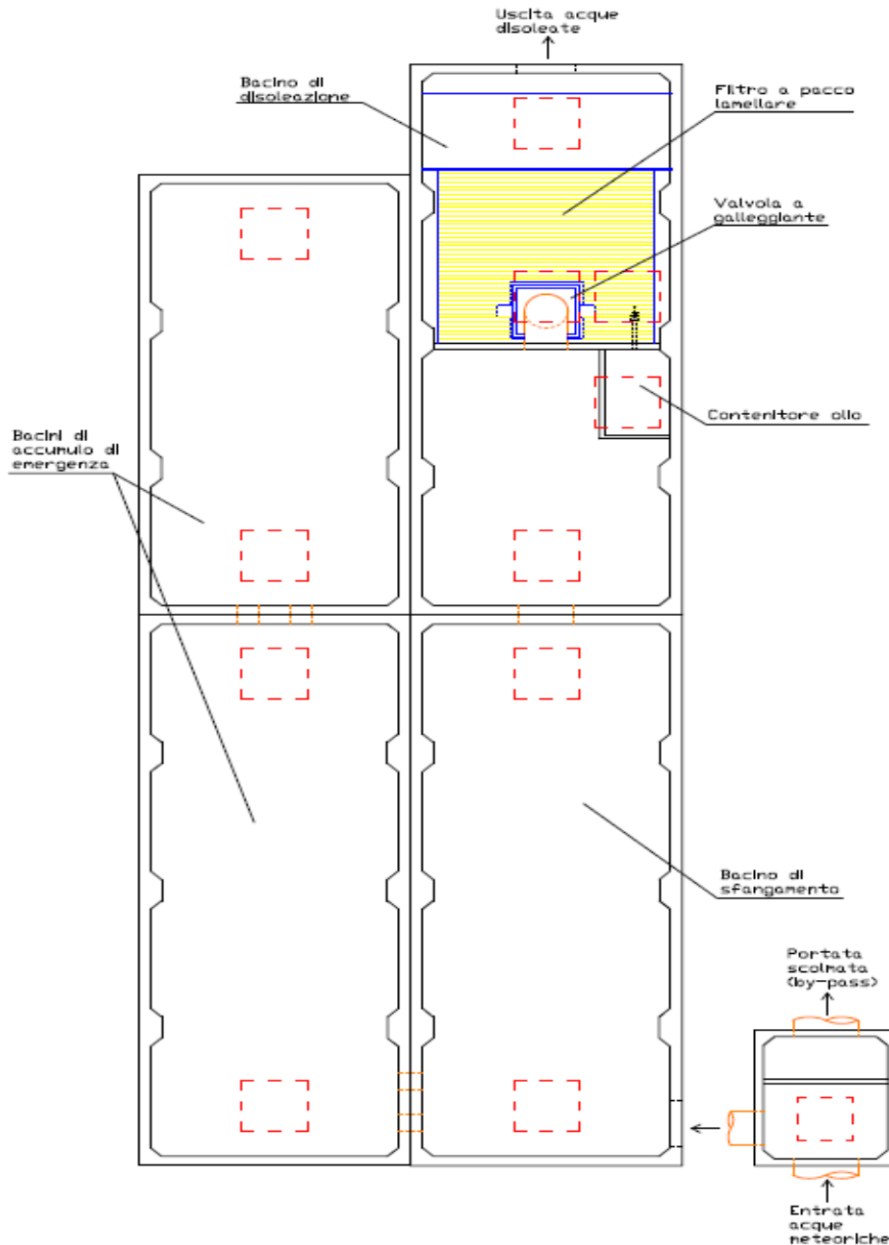 Uscita acque
disoleate
Bacino di
disoleazione
Filtro a pacco
lamellare
Valvola a
galleggiante
Contenitore olio
Bacini di
accumulo di
emergenza
Bacino di
sfangamento
Portata
scolmata
(by-pass)
Entrata
acque
meteoriche